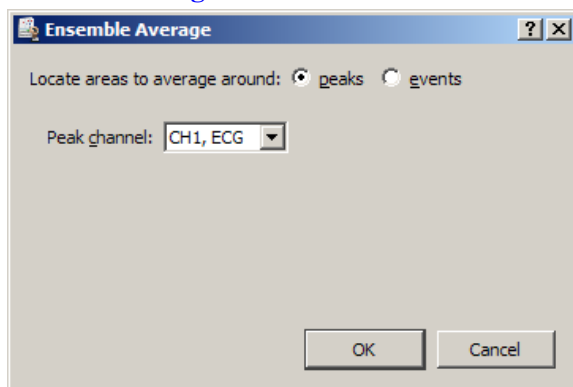 Ensemble Average
Locate areas to average around: peaks events
Peak channel: CH1, ECG
OK Cancel